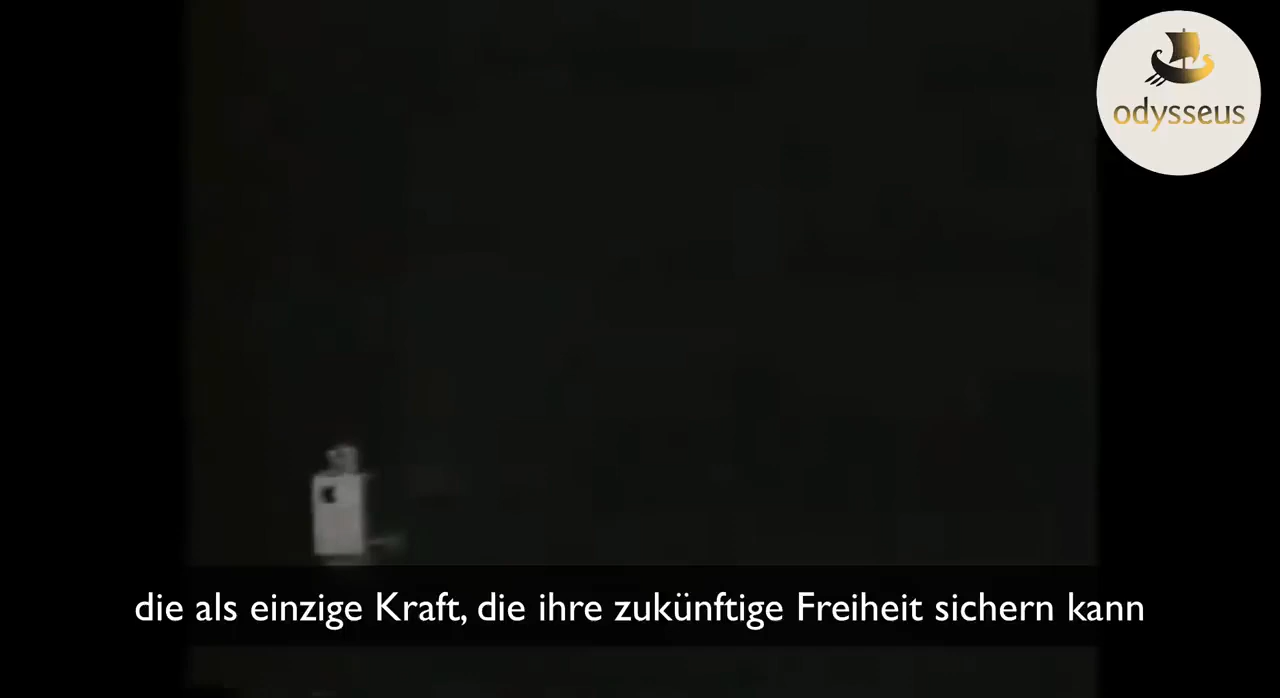 odysseus
die als einzige Kraft, die ihre zukünftige Freiheit sichern kann